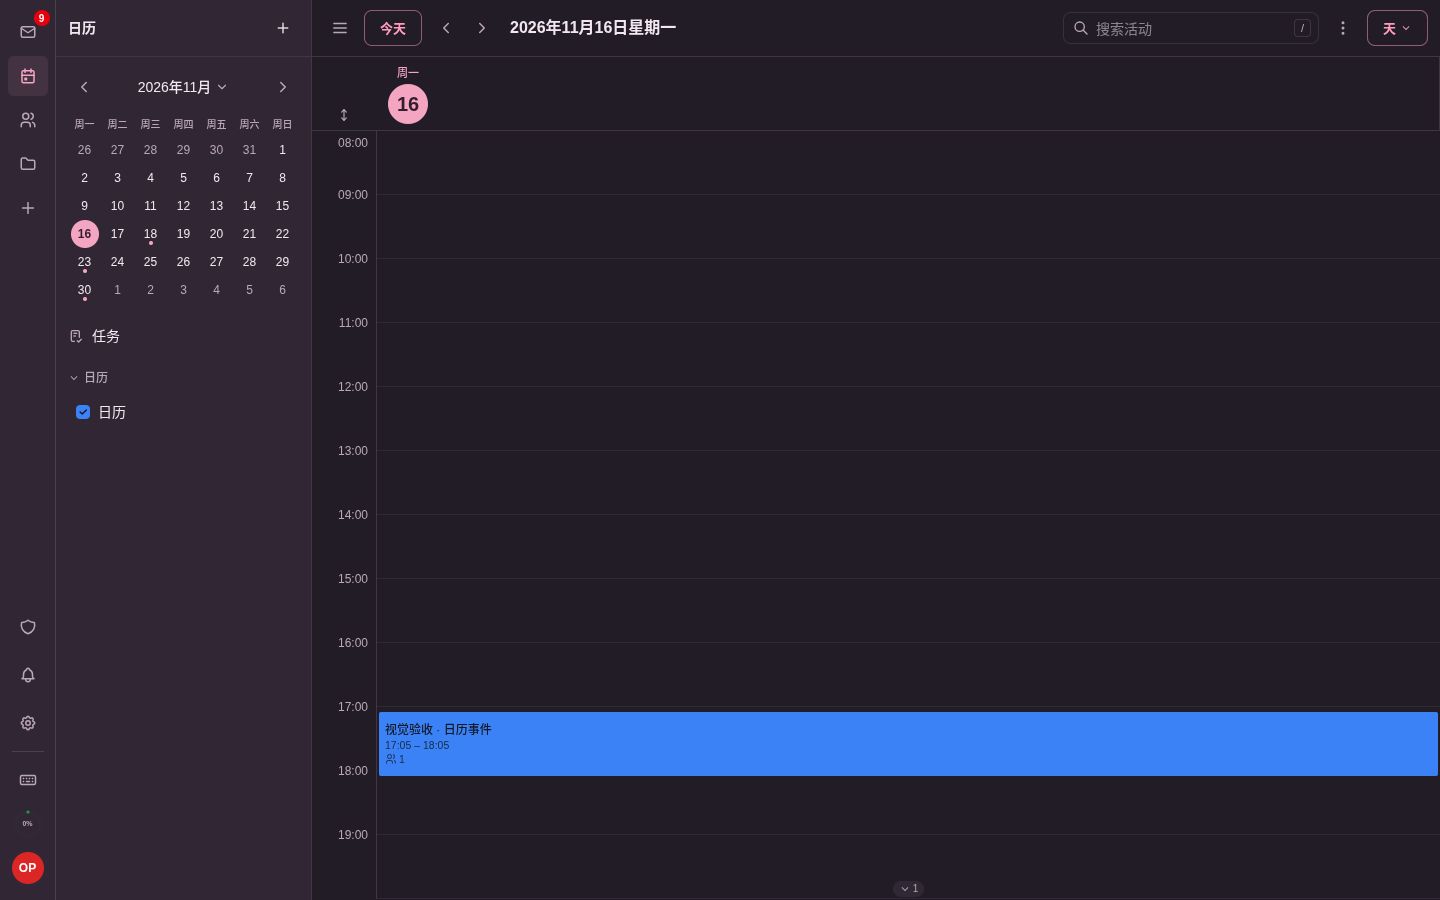 9
日历
2026年11月
周一 周二 周三 周四 周五 周六 周日
26 27 28 29 30 31 1
2 3 4 5 6 7 8
9 10 11 12 13 14 15
16 17 18 19 20 21 22
23 24 25 26 27 28 29
30 1 2 3 4 5 6
任务
日历
日历
0%
OP
今天
2026年11月16日星期一
搜索活动
/
天
周一
16
08:00
09:00
10:00
11:00
12:00
13:00
14:00
15:00
16:00
17:00
视觉验收 · 日历事件
17:05 – 18:05
1
18:00
19:00
1